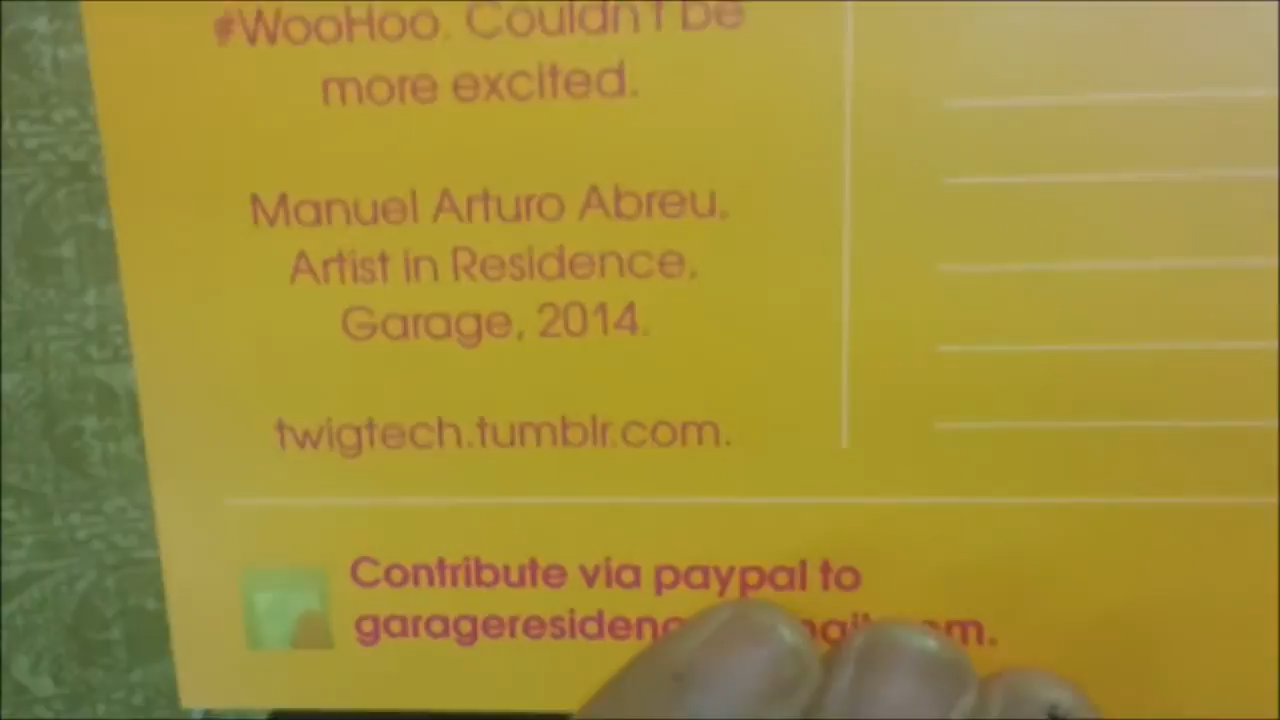 #WooHoo. Couldn't be
more excited.
Manuel Arturo Abreu,
Artist in Residence,
Garage, 2014.
twigtech.tumblr.com.
Contribute via paypal to